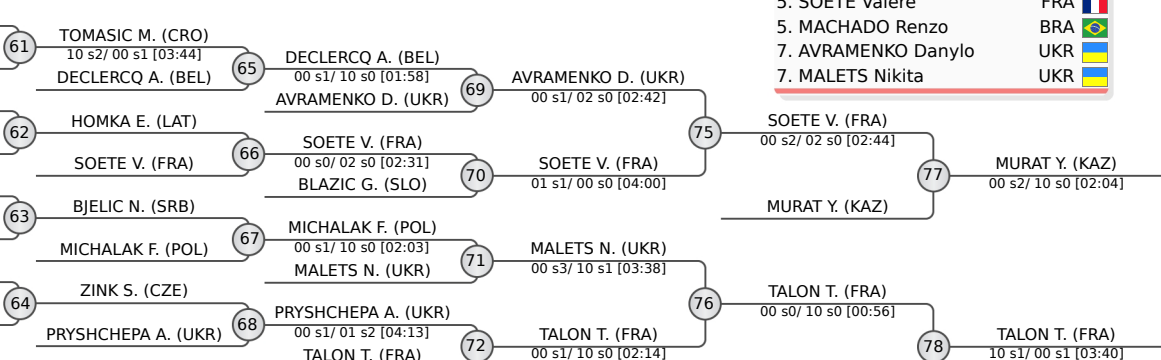 5. SOETE Valere FRA
5. MACHADO Renzo BRA
7. AVRAMENKO Danylo UKR
7. MALETS Nikita UKR
61
TOMASIC M. (CRO)
10 s2/ 00 s1 [03:44]
DECLERCQ A. (BEL)
62
HOMKA E. (LAT)
SOETE V. (FRA)
63
BJELIC N. (SRB)
MICHALAK F. (POL)
64
ZINK S. (CZE)
PRYSHCHEPA A. (UKR)
65
DECLERCQ A. (BEL)
00 s1/ 10 s0 [01:58]
AVRAMENKO D. (UKR)
66
SOETE V. (FRA)
00 s0/ 02 s0 [02:31]
BLAZIC G. (SLO)
67
MICHALAK F. (POL)
00 s1/ 10 s0 [02:03]
MALETS N. (UKR)
68
PRYSHCHEPA A. (UKR)
00 s1/ 01 s2 [04:13]
TALON T. (FRA)
69
AVRAMENKO D. (UKR)
00 s1/ 02 s0 [02:42]
70
SOETE V. (FRA)
01 s1/ 00 s0 [04:00]
71
MALETS N. (UKR)
00 s3/ 10 s1 [03:38]
72
TALON T. (FRA)
00 s1/ 10 s0 [02:14]
75
SOETE V. (FRA)
00 s2/ 02 s0 [02:44]
MURAT Y. (KAZ)
76
TALON T. (FRA)
00 s0/ 10 s0 [00:56]
77
MURAT Y. (KAZ)
00 s2/ 10 s0 [02:04]
78
TALON T. (FRA)
10 s1/ 00 s1 [03:40]